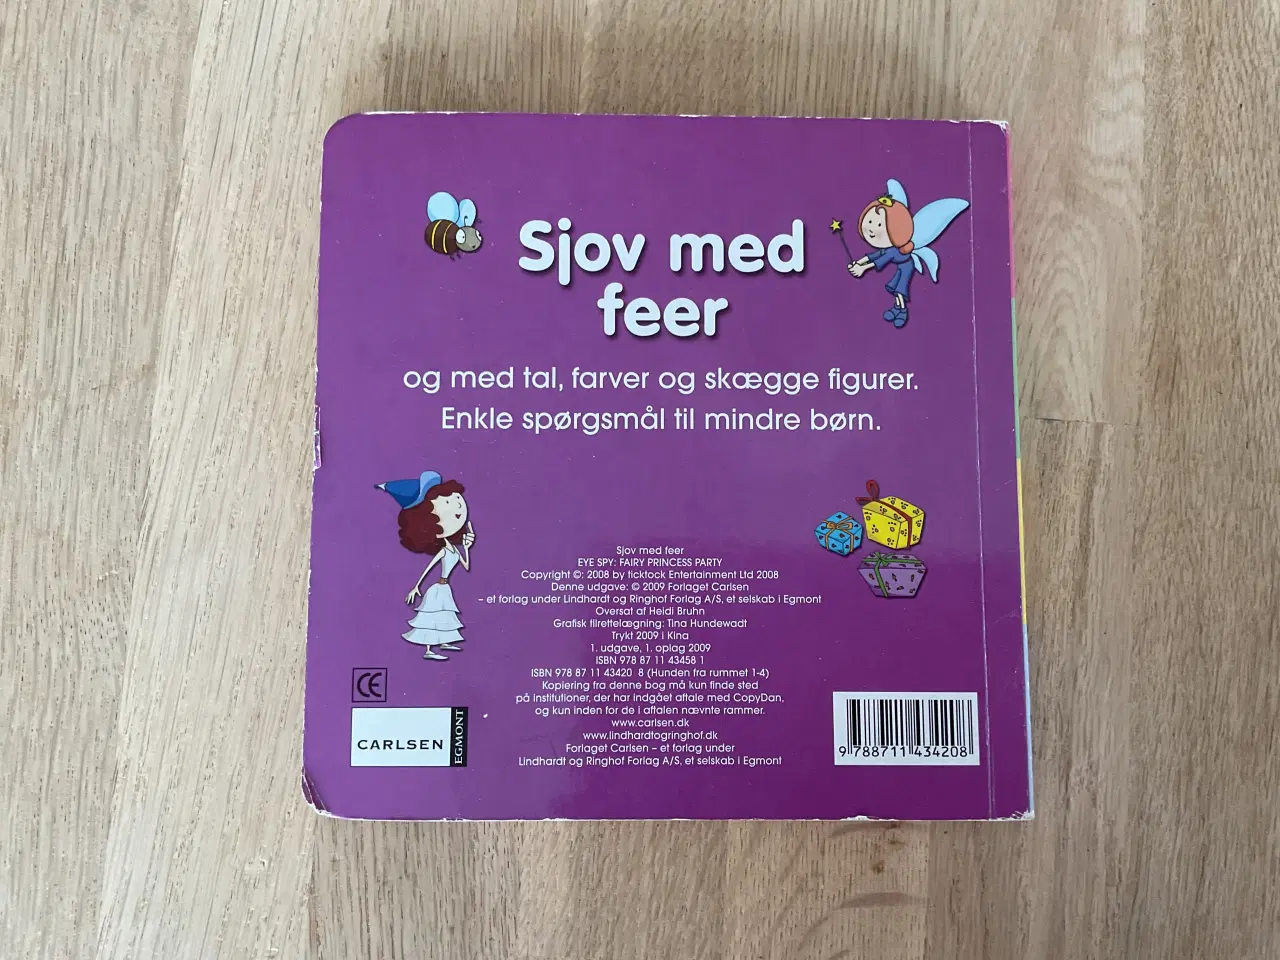 Sjov med
feer
og med tal, farver og skægge figurer.
Enkle spørgsmål til mindre børn.
Sjov med feer
EYE SPY: FAIRY PRINCESS PARTY
Copyright ©: 2008 by ticktock Entertainment Ltd 2008
Denne udgave: © 2009 Forlaget Carlsen
– et forlag under Lindhardt og Ringhof Forlag A/S, et selskab i Egmont
Oversat af Heidi Bruhn
Grafisk tilrettelægning: Tina Hundewadt
Trykt 2009 i Kina
1. udgave, 1. oplag 2009
ISBN 978 87 11 43458 1
ISBN 978 87 11 43420 8 (Hunden fra rummet 1-4)
Kopiering fra denne bog må kun finde sted
på institutioner, der har indgået aftale med CopyDan,
og kun inden for de i aftalen nævnte rammer.
www.carlsen.dk
www.lindhardtogringhof.dk
Forlaget Carlsen – et forlag under
Lindhardt og Ringhof Forlag A/S, et selskab i Egmont
CE
CARLSEN
EGMONT
9 788711 434208